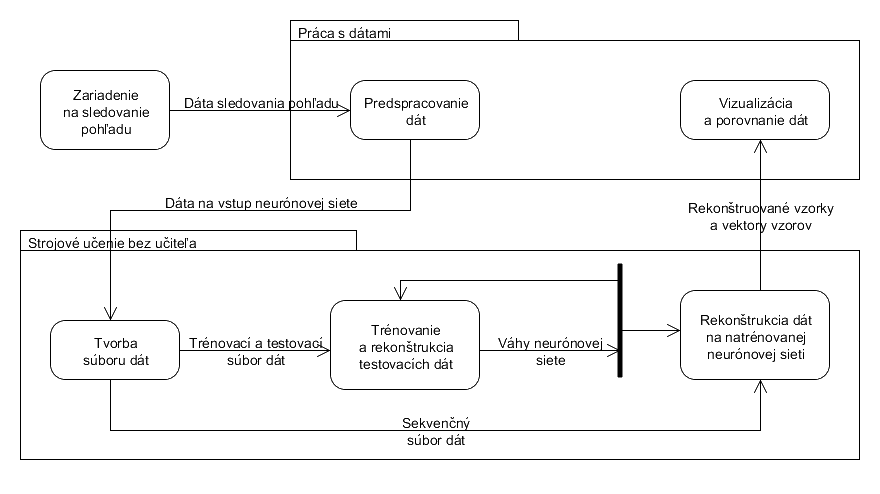 Práca s dátami
Zariadenie
na sledovanie
pohľadu
Dáta sledovania pohľadu
Predspracovanie
dát
Vizualizácia
a porovnanie dát
Dáta na vstup neurónovej siete
Rekonštruované vzorky
a vektory vzorov
Strojové učenie bez učiteľa
Tvorba
súboru dát
Trénovací a testovací
súbor dát
Trénovanie
a rekonštrukcia
testovacích dát
Váhy neurónovej
siete
Rekonštrukcia dát
na natrénovanej
neurónovej sieti
Sekvenčný
súbor dát